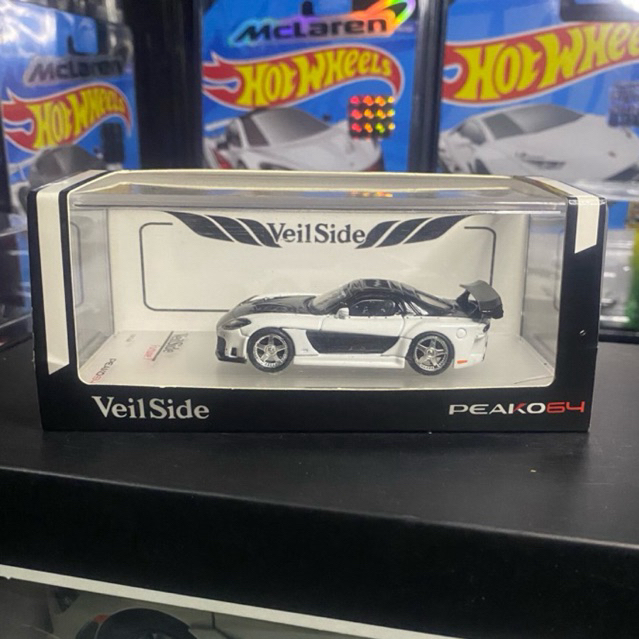 McLaren
HOT WHEELS
McLaren
HOT WHEELS
HOT WHEELS
VeilSide
VeilSide
PEAKO64